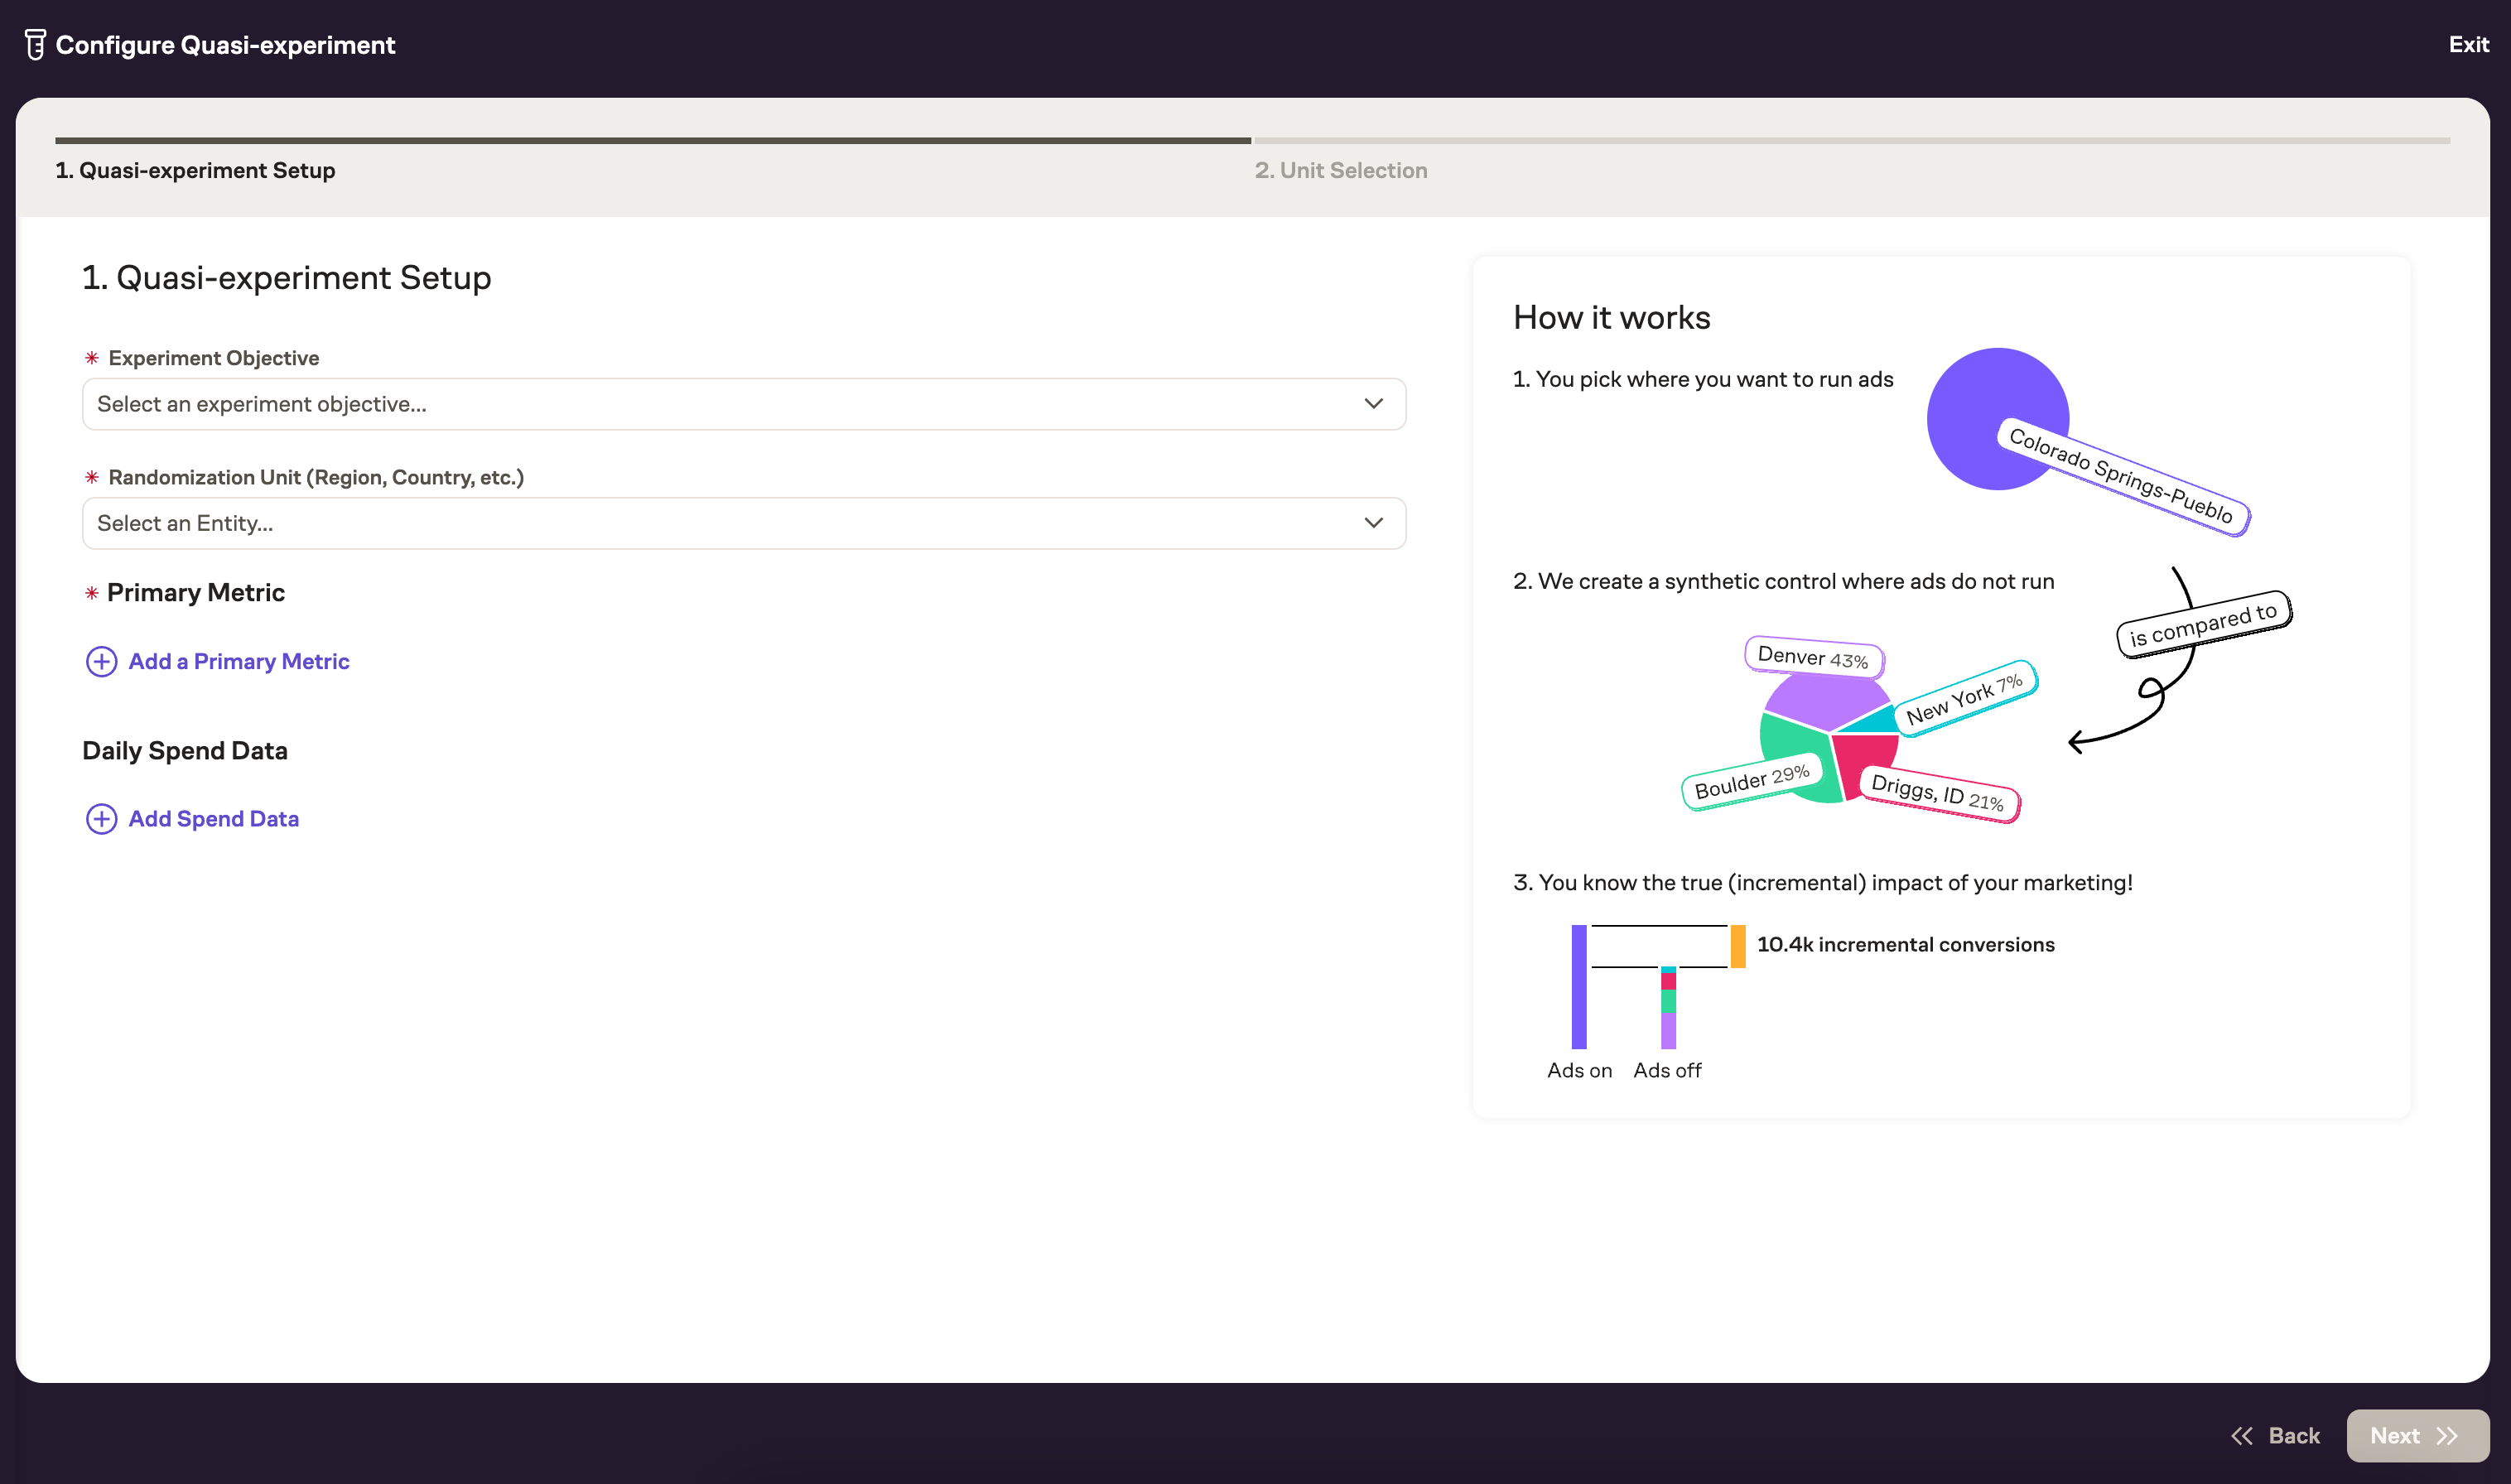 Configure Quasi-experiment
Exit
1. Quasi-experiment Setup
2. Unit Selection
1. Quasi-experiment Setup
* Experiment Objective
Select an experiment objective...
* Randomization Unit (Region, Country, etc.)
Select an Entity...
* Primary Metric
Add a Primary Metric
Daily Spend Data
Add Spend Data
How it works
1. You pick where you want to run ads
Colorado Springs-Pueblo
2. We create a synthetic control where ads do not run
is compared to
Denver 43%
New York 7%
Boulder 29%
Driggs, ID 21%
3. You know the true (incremental) impact of your marketing!
10.4k incremental conversions
Ads on
Ads off
Back
Next